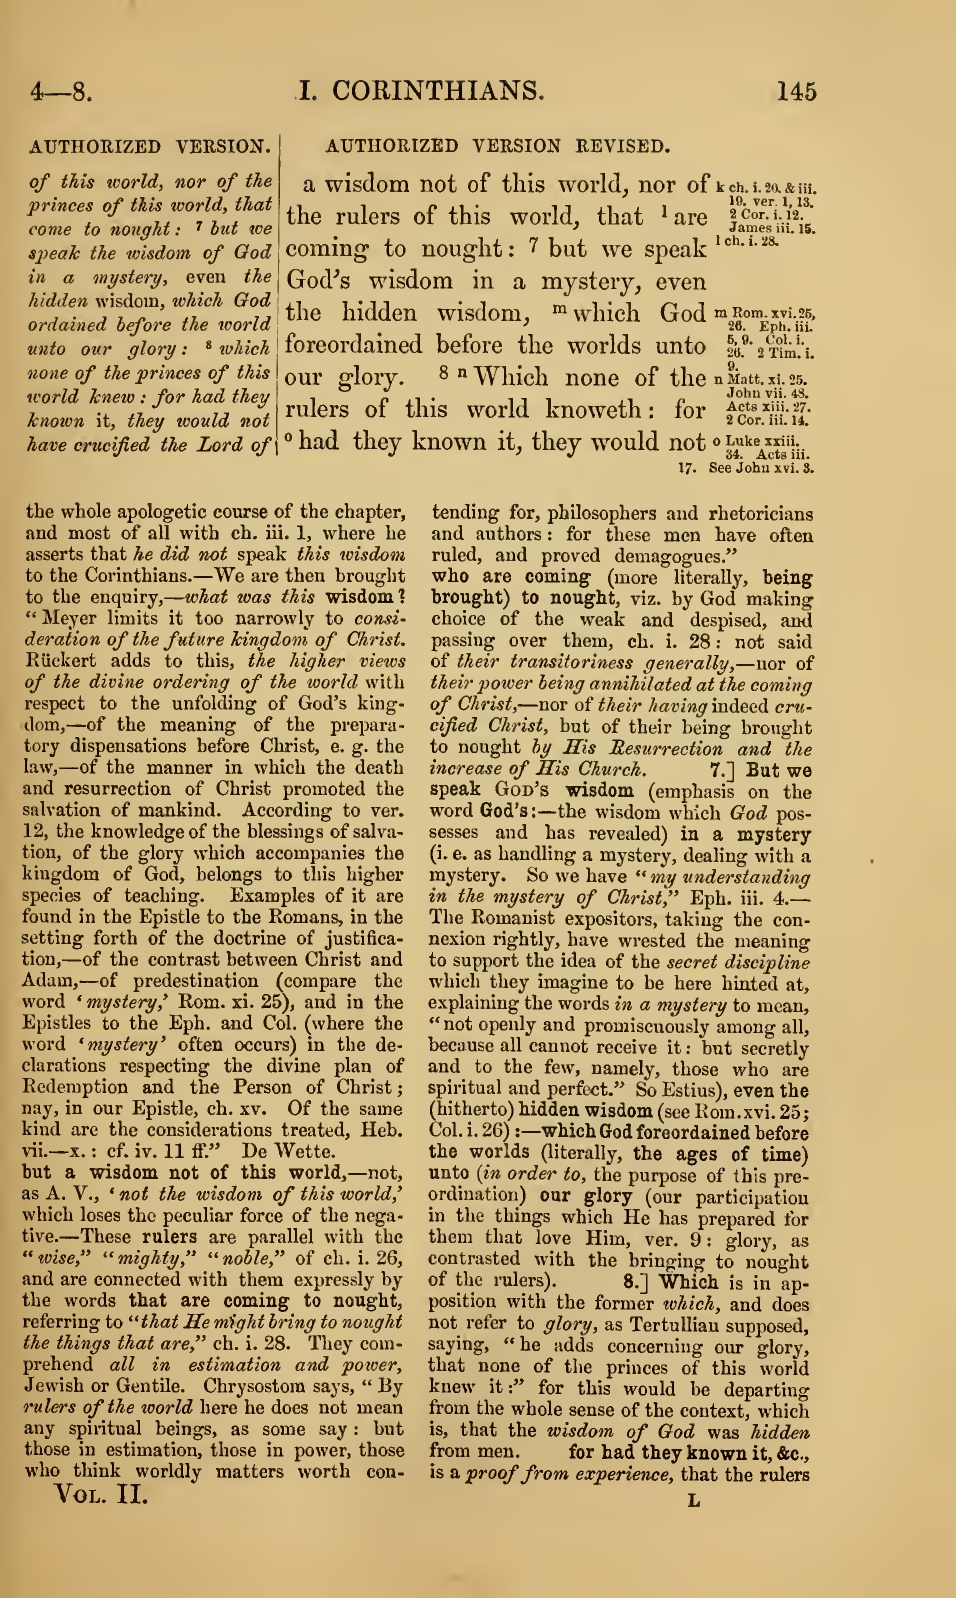 4—8.
I. CORINTHIANS.
145
AUTHORIZED VERSION.
of this world, nor of the
princes of this world, that
come to nought: 7 but we
speak the wisdom of God
in a mystery, even the
hidden wisdom, which God
ordained before the world
unto our glory: 8 which
none of the princes of this
world knew: for had they
known it, they would not
have crucified the Lord of
AUTHORIZED VERSION REVISED.
a wisdom not of this world, nor of
the rulers of this world, that l are
coming to nought: 7 but we speak
God's wisdom in a mystery, even
the hidden wisdom, m which God
foreordained before the worlds unto
our glory. 8 n Which none of the
rulers of this world knoweth: for
o had they known it, they would not
k ch. i. 20. & iii.
19. ver. 1, 13.
2 Cor. i. 12.
James iii. 15.
l ch. i. 28.
m Rom. xvi. 25,
26. Eph. iii.
5, 9. Col. i.
26. 2 Tim. i.
9.
n Matt. xi. 25.
John vii. 48.
Acts xiii. 27.
2 Cor. iii. 14.
o Luke xxiii.
34. Acts iii.
17. See John xvi. 3.
the whole apologetic course of the chapter,
and most of all with ch. iii. 1, where he
asserts that he did not speak this wisdom
to the Corinthians.—We are then brought
to the enquiry,—what was this wisdom?
“Meyer limits it too narrowly to consi-
deration of the future kingdom of Christ.
Rückert adds to this, the higher views
of the divine ordering of the world with
respect to the unfolding of God's king-
dom,—of the meaning of the prepara-
tory dispensations before Christ, e. g. the
law,—of the manner in which the death
and resurrection of Christ promoted the
salvation of mankind. According to ver.
12, the knowledge of the blessings of salva-
tion, of the glory which accompanies the
kingdom of God, belongs to this higher
species of teaching. Examples of it are
found in the Epistle to the Romans, in the
setting forth of the doctrine of justifica-
tion,—of the contrast between Christ and
Adam,—of predestination (compare the
word ‘mystery,’ Rom. xi. 25), and in the
Epistles to the Eph. and Col. (where the
word ‘mystery’ often occurs) in the de-
clarations respecting the divine plan of
Redemption and the Person of Christ;
nay, in our Epistle, ch. xv. Of the same
kind are the considerations treated, Heb.
vii.—x.: cf. iv. 11 ff.” De Wette.
but a wisdom not of this world,—not,
as A. V., ‘not the wisdom of this world,’
which loses the peculiar force of the nega-
tive.—These rulers are parallel with the
“wise,” “mighty,” “noble,” of ch. i. 26,
and are connected with them expressly by
the words that are coming to nought,
referring to “that He might bring to nought
the things that are,” ch. i. 28. They com-
prehend all in estimation and power,
Jewish or Gentile. Chrysostom says, “By
rulers of the world here he does not mean
any spiritual beings, as some say: but
those in estimation, those in power, those
who think worldly matters worth con-
VOL. II.
tending for, philosophers and rhetoricians
and authors: for these men have often
ruled, and proved demagogues.”
who are coming (more literally, being
brought) to nought, viz. by God making
choice of the weak and despised, and
passing over them, ch. i. 28: not said
of their transitoriness generally,—nor of
their power being annihilated at the coming
of Christ,—nor of their having indeed cru-
cified Christ, but of their being brought
to nought by His Resurrection and the
increase of His Church. 7.] But we
speak GOD'S wisdom (emphasis on the
word God's:—the wisdom which God pos-
sesses and has revealed) in a mystery
(i. e. as handling a mystery, dealing with a
mystery. So we have “my understanding
in the mystery of Christ,” Eph. iii. 4.—
The Romanist expositors, taking the con-
nexion rightly, have wrested the meaning
to support the idea of the secret discipline
which they imagine to be here hinted at,
explaining the words in a mystery to mean,
“not openly and promiscuously among all,
because all cannot receive it: but secretly
and to the few, namely, those who are
spiritual and perfect.” So Estius), even the
(hitherto) hidden wisdom (see Rom. xvi. 25;
Col. i. 26):—which God foreordained before
the worlds (literally, the ages of time)
unto (in order to, the purpose of this pre-
ordination) our glory (our participation
in the things which He has prepared for
them that love Him, ver. 9: glory, as
contrasted with the bringing to nought
of the rulers). 8.] Which is in ap-
position with the former which, and does
not refer to glory, as Tertullian supposed,
saying, “he adds concerning our glory,
that none of the princes of this world
knew it:” for this would be departing
from the whole sense of the context, which
is, that the wisdom of God was hidden
from men. for had they known it, &c.,
is a proof from experience, that the rulers
L